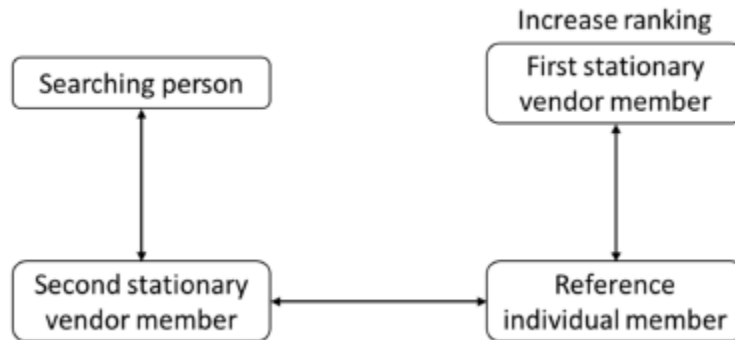 Increase ranking
Searching person
First stationary
vendor member
Second stationary
vendor member
Reference
individual member